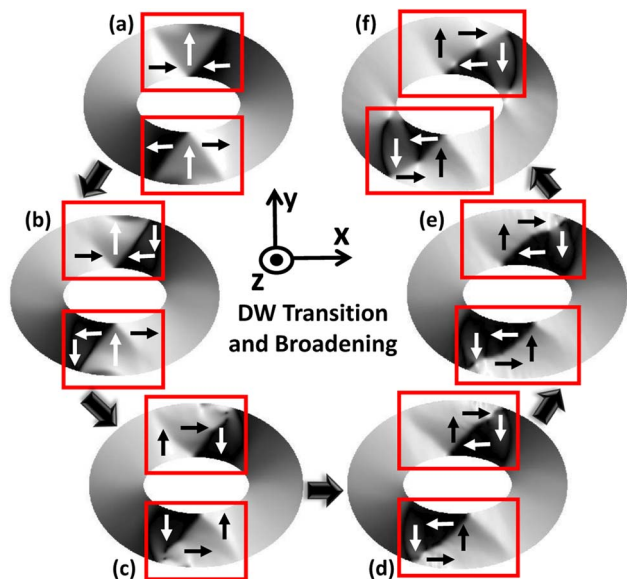 (a)
(f)
(b)
y
x
z
(e)
DW Transition
and Broadening
(c)
(d)